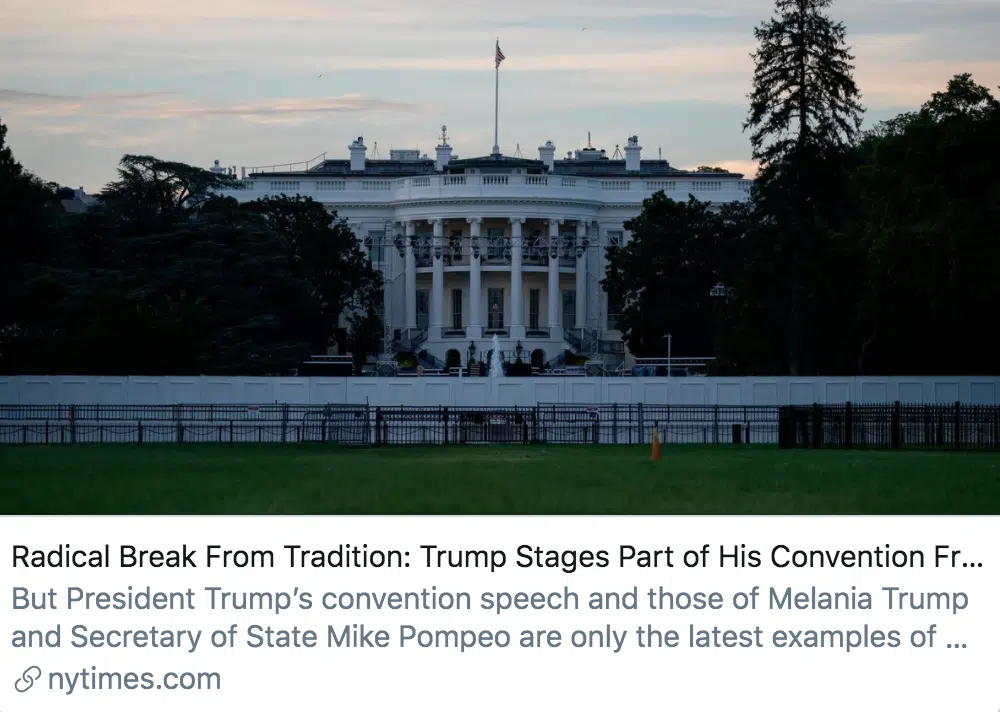 Radical Break From Tradition: Trump Stages Part of His Convention Fr...
But President Trump’s convention speech and those of Melania Trump
and Secretary of State Mike Pompeo are only the latest examples of ...
nytimes.com